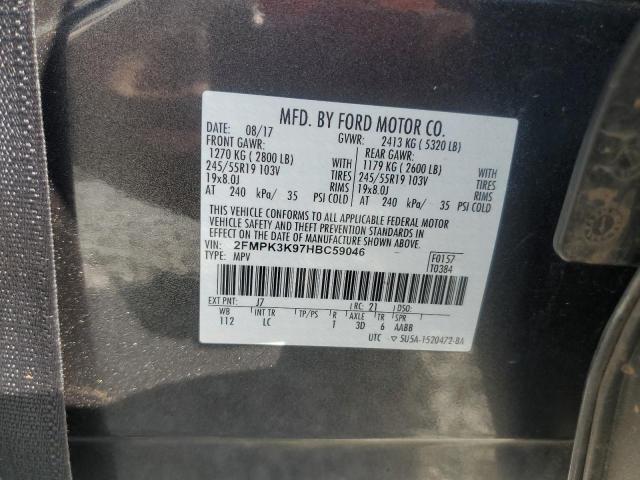 MFD. BY FORD MOTOR CO.
DATE: 08/17 GVWR: 2413 KG ( 5320 LB)
FRONT GAWR: REAR GAWR:
1270 KG ( 2800 LB) 1179 KG ( 2600 LB)
245/55R19 103V TIRES 245/55R19 103V TIRES
19x8.0J RIMS 19x8.0J RIMS
AT 240 kPa/ 35 PSI COLD AT 240 kPa/ 35 PSI COLD
THIS VEHICLE CONFORMS TO ALL APPLICABLE FEDERAL MOTOR
VEHICLE SAFETY AND THEFT PREVENTION STANDARDS IN
EFFECT ON THE DATE OF MANUFACTURE SHOWN ABOVE.
VIN: 2FMPK3K97HBC59046 F0157
TYPE: MPV T0384
EXT PNT: J7 RC: 21 DSO:
WB INT TR TP/PS R AXLE TR SPR
112 LC 1 3D 6 AABB
UTC ▽ 5U5A-1520472-BA